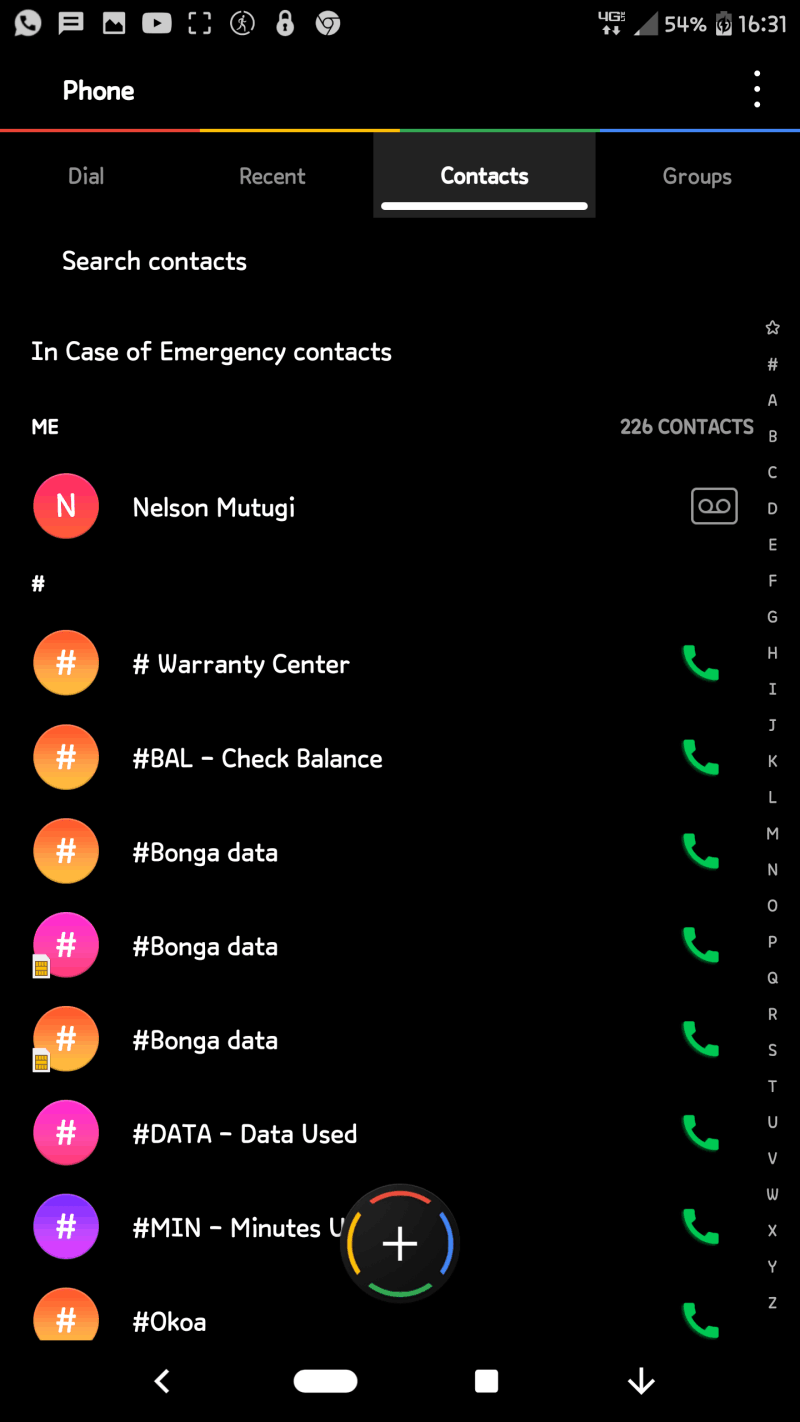 4G 54% 16:31
Phone
Dial Recent Contacts Groups
Search contacts
In Case of Emergency contacts
ME 226 CONTACTS
N Nelson Mutugi
#
# # Warranty Center
# #BAL - Check Balance
# #Bonga data
# #Bonga data
# #Bonga data
# #DATA - Data Used
# #MIN - Minutes U
# #Okoa
#
A
B
C
D
E
F
G
H
I
J
K
L
M
N
O
P
Q
R
S
T
U
V
W
X
Y
Z